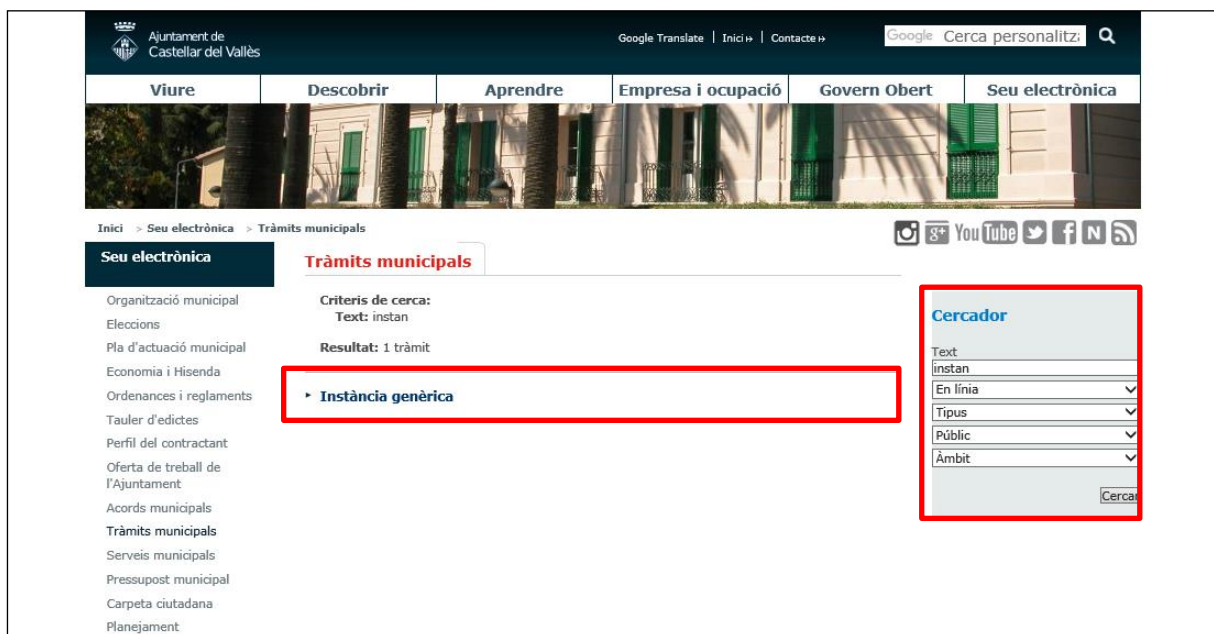 Ajuntament de
Castellar del Vallès
Google Translate | Inici | Contacte
Google Cerca personalitz
Viure Descobrir Aprendre Empresa i ocupació Govern Obert Seu electrònica
Inici > Seu electrònica > Tràmits municipals
g+ You Tube f N
Seu electrònica
Organització municipal
Eleccions
Pla d'actuació municipal
Economia i Hisenda
Ordenances i reglaments
Tauler d'edictes
Perfil del contractant
Oferta de treball de
l'Ajuntament
Acords municipals
Tràmits municipals
Serveis municipals
Pressupost municipal
Carpeta ciutadana
Planejament
Tràmits municipals
Criteris de cerca:
Text: instan
Resultat: 1 tràmit
Instància genèrica
Cercador
Text
instan
En línia
Tipus
Públic
Àmbit
Cercar